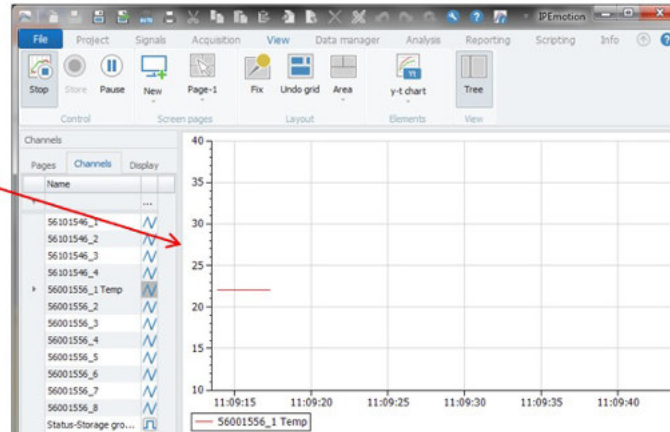 IPEmotion
File Project Signals Acquisition View Data manager Analysis Reporting Scripting Info
Stop Store Pause New Page-1 Fix Undo grid Area y-t chart Tree
Control Screen pages Layout Elements View
Channels
Pages Channels Display
Name
...
56101546_1
56101546_2
56101546_3
56101546_4
56001556_1 Temp
56001556_2
56001556_3
56001556_4
56001556_5
56001556_6
56001556_7
56001556_8
Status-Storage gro...
40
35
30
25
20
15
10
11:09:15 11:09:20 11:09:25 11:09:30 11:09:35 11:09:40
56001556_1 Temp